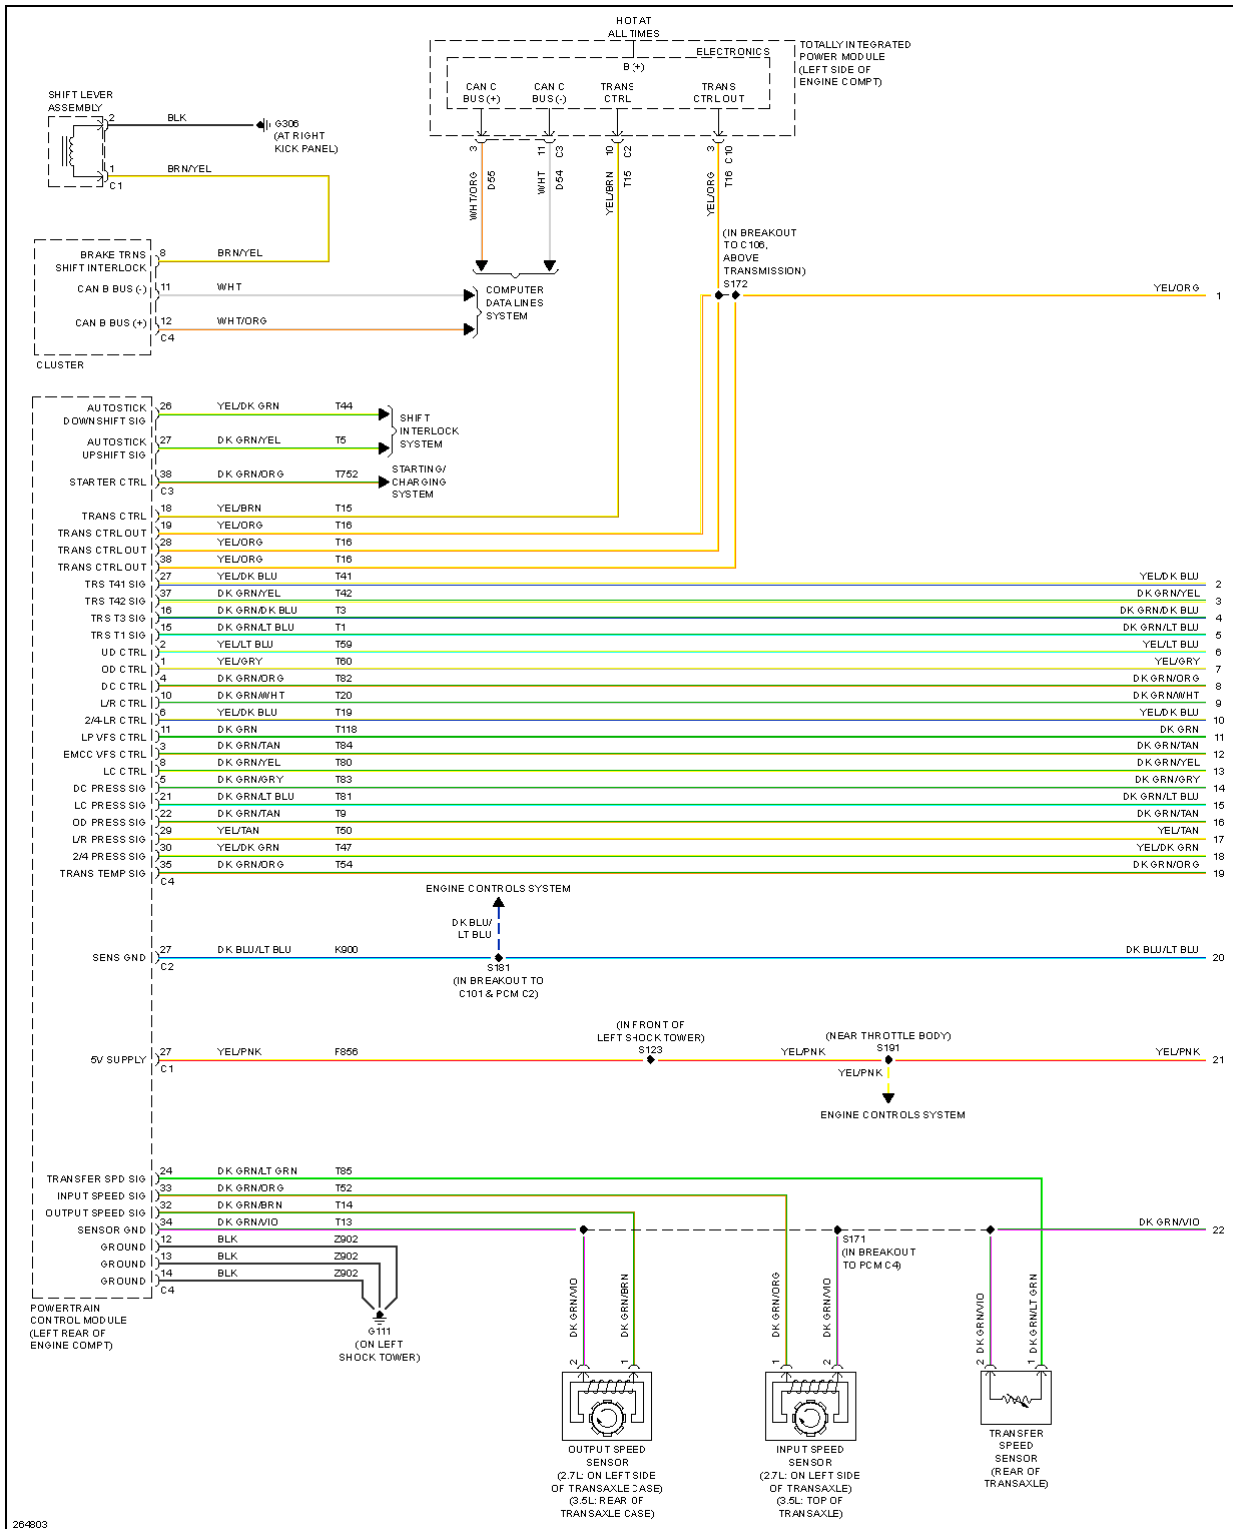 HOT AT
ALL TIMES
ELECTRONICS
B (+)
CAN C
BUS (+)
CAN C
BUS (-)
TRANS
CTRL
TRANS
CTRL OUT
TOTALLY INTEGRATED
POWER MODULE
(LEFT SIDE OF
ENGINE COMPT)
3
11
C3
10
C2
3
C10
WHT/ORG
D55
WHT
D54
YEL/BRN
T15
YEL/ORG
T16
SHIFT LEVER
ASSEMBLY
2
BLK
G306
(AT RIGHT
KICK PANEL)
1
BRN/YEL
C1
(IN BREAKOUT
TO C106,
ABOVE
TRANSMISSION)
S172
YEL/ORG 1
BRAKE TRNS
SHIFT INTERLOCK
8
BRN/YEL
CAN B BUS (-)
11
WHT
CAN B BUS (+)
12
WHT/ORG
C4
CLUSTER
COMPUTER
DATA LINES
SYSTEM
AUTOSTICK
DOWNSHIFT SIG
26 YEL/DK GRN T44
AUTOSTICK
UPSHIFT SIG
27 DK GRN/YEL T5
SHIFT
INTERLOCK
SYSTEM
STARTER CTRL 38 DK GRN/ORG T752
C3
STARTING/
CHARGING
SYSTEM
TRANS CTRL 18 YEL/BRN T15
TRANS CTRL OUT 19 YEL/ORG T16
TRANS CTRL OUT 28 YEL/ORG T16
TRANS CTRL OUT 38 YEL/ORG T16
TRS T41 SIG 27 YEL/DK BLU T41 YEL/DK BLU 2
TRS T42 SIG 37 DK GRN/YEL T42 DK GRN/YEL 3
TRS T3 SIG 16 DK GRN/DK BLU T3 DK GRN/DK BLU 4
TRS T1 SIG 15 DK GRN/LT BLU T1 DK GRN/LT BLU 5
UD CTRL 2 YEL/LT BLU T59 YEL/LT BLU 6
OD CTRL 1 YEL/GRY T60 YEL/GRY 7
DC CTRL 4 DK GRN/ORG T82 DK GRN/ORG 8
L/R CTRL 10 DK GRN/WHT T20 DK GRN/WHT 9
2/4-LR CTRL 6 YEL/DK BLU T19 YEL/DK BLU 10
LP VFS CTRL 11 DK GRN T118 DK GRN 11
EMCC VFS CTRL 3 DK GRN/TAN T84 DK GRN/TAN 12
LC CTRL 8 DK GRN/YEL T80 DK GRN/YEL 13
DC PRESS SIG 5 DK GRN/GRY T83 DK GRN/GRY 14
LC PRESS SIG 21 DK GRN/LT BLU T81 DK GRN/LT BLU 15
OD PRESS SIG 22 DK GRN/TAN T9 DK GRN/TAN 16
L/R PRESS SIG 29 YEL/TAN T50 YEL/TAN 17
2/4 PRESS SIG 30 YEL/DK GRN T47 YEL/DK GRN 18
TRANS TEMP SIG 35 DK GRN/ORG T54 DK GRN/ORG 19
C4
ENGINE CONTROLS SYSTEM
DK BLU/
LT BLU
SENS GND 27 DK BLU/LT BLU K900 DK BLU/LT BLU 20
C2
S181
(IN BREAKOUT TO
C101 & PCM C2)
(IN FRONT OF
LEFT SHOCK TOWER)
S123
(NEAR THROTTLE BODY)
S191
5V SUPPLY 27 YEL/PNK F856 YEL/PNK YEL/PNK 21
C1
YEL/PNK
ENGINE CONTROLS SYSTEM
TRANSFER SPD SIG 24 DK GRN/LT GRN T85
INPUT SPEED SIG 33 DK GRN/ORG T52
OUTPUT SPEED SIG 32 DK GRN/BRN T14
SENSOR GND 34 DK GRN/VIO T13 DK GRN/VIO 22
GROUND 12 BLK Z902
GROUND 13 BLK Z902
GROUND 14 BLK Z902
C4
S171
(IN BREAKOUT
TO PCM C4)
POWERTRAIN
CONTROL MODULE
(LEFT REAR OF
ENGINE COMPT)
G111
(ON LEFT
SHOCK TOWER)
DK GRN/VIO
DK GRN/BRN
DK GRN/ORG
DK GRN/VIO
DK GRN/VIO
DK GRN/LT GRN
2
1
1
2
2
1
OUTPUT SPEED
SENSOR
(2.7L: ON LEFT SIDE
OF TRANSAXLE CASE)
(3.5L: REAR OF
TRANSAXLE CASE)
INPUT SPEED
SENSOR
(2.7L: ON LEFT SIDE
OF TRANSAXLE)
(3.5L: TOP OF
TRANSAXLE)
TRANSFER
SPEED
SENSOR
(REAR OF
TRANSAXLE)
264803